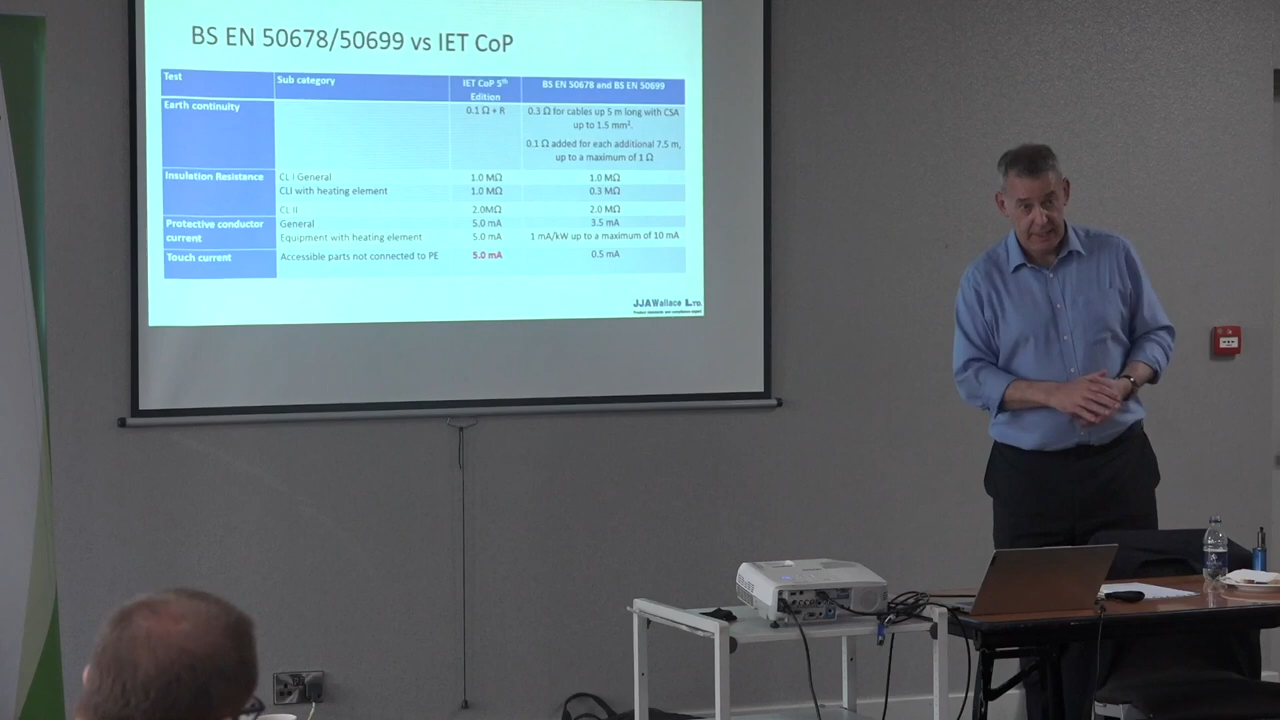 BS EN 50678/50699 vs IET CoP
Test Sub category IET CoP 5th Edition BS EN 50678 and BS EN 50699
Earth continuity 0.1 Ω + R 0.3 Ω for cables up 5 m long with CSA
up to 1.5 mm².
0.1 Ω added for each additional 7.5 m,
up to a maximum of 1 Ω
Insulation Resistance CL I General 1.0 MΩ 1.0 MΩ
CLI with heating element 1.0 MΩ 0.3 MΩ
CL II 2.0MΩ 2.0 MΩ
Protective conductor current General 5.0 mA 3.5 mA
Equipment with heating element 5.0 mA 1 mA/kW up to a maximum of 10 mA
Touch current Accessible parts not connected to PE 5.0 mA 0.5 mA
JJAWallace LTD.